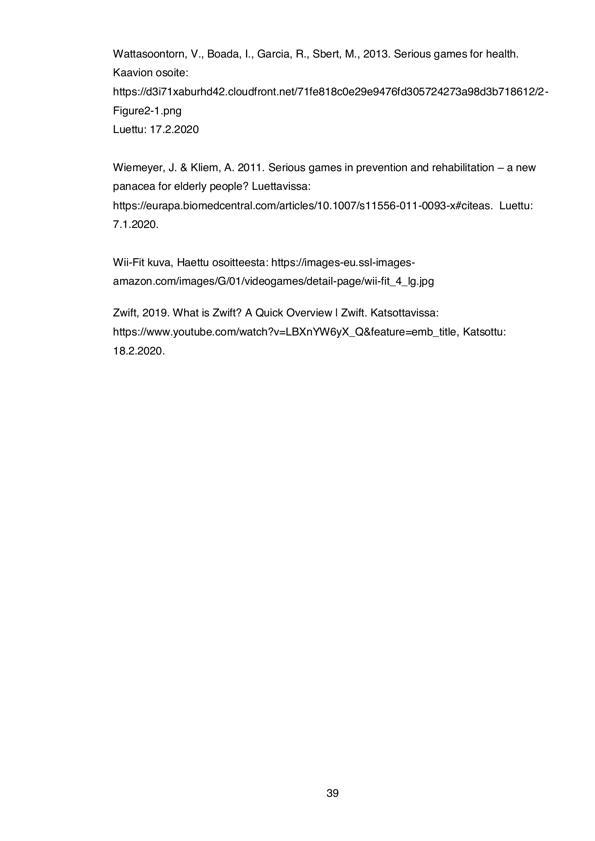 Wattasoontorn, V., Boada, I., Garcia, R., Sbert, M., 2013. Serious games for health.
Kaavion osoite:
https://d3i71xaburhd42.cloudfront.net/71fe818c0e29e9476fd305724273a98d3b718612/2-
Figure2-1.png
Luettu: 17.2.2020
Wiemeyer, J. & Kliem, A. 2011. Serious games in prevention and rehabilitation – a new
panacea for elderly people? Luettavissa:
https://eurapa.biomedcentral.com/articles/10.1007/s11556-011-0093-x#citeas. Luettu:
7.1.2020.
Wii-Fit kuva, Haettu osoitteesta: https://images-eu.ssl-images-
amazon.com/images/G/01/videogames/detail-page/wii-fit_4_lg.jpg
Zwift, 2019. What is Zwift? A Quick Overview | Zwift. Katsottavissa:
https://www.youtube.com/watch?v=LBXnYW6yX_Q&feature=emb_title, Katsottu:
18.2.2020.
39